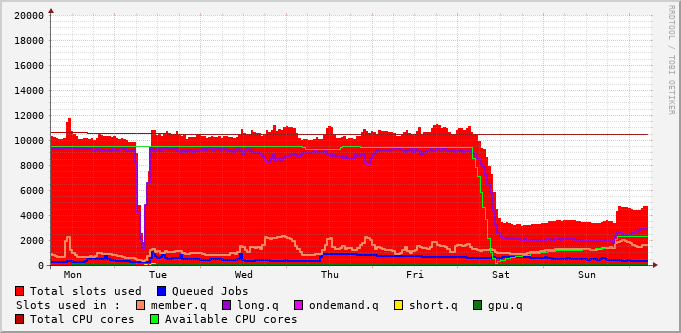 20000
18000
16000
14000
12000
10000
8000
6000
4000
2000
0
Mon Tue Wed Thu Fri Sat Sun
RRDTOOL / TOBI OETIKER
Total slots used Queued Jobs
Slots used in : member.q long.q ondemand.q short.q gpu.q
Total CPU cores Available CPU cores